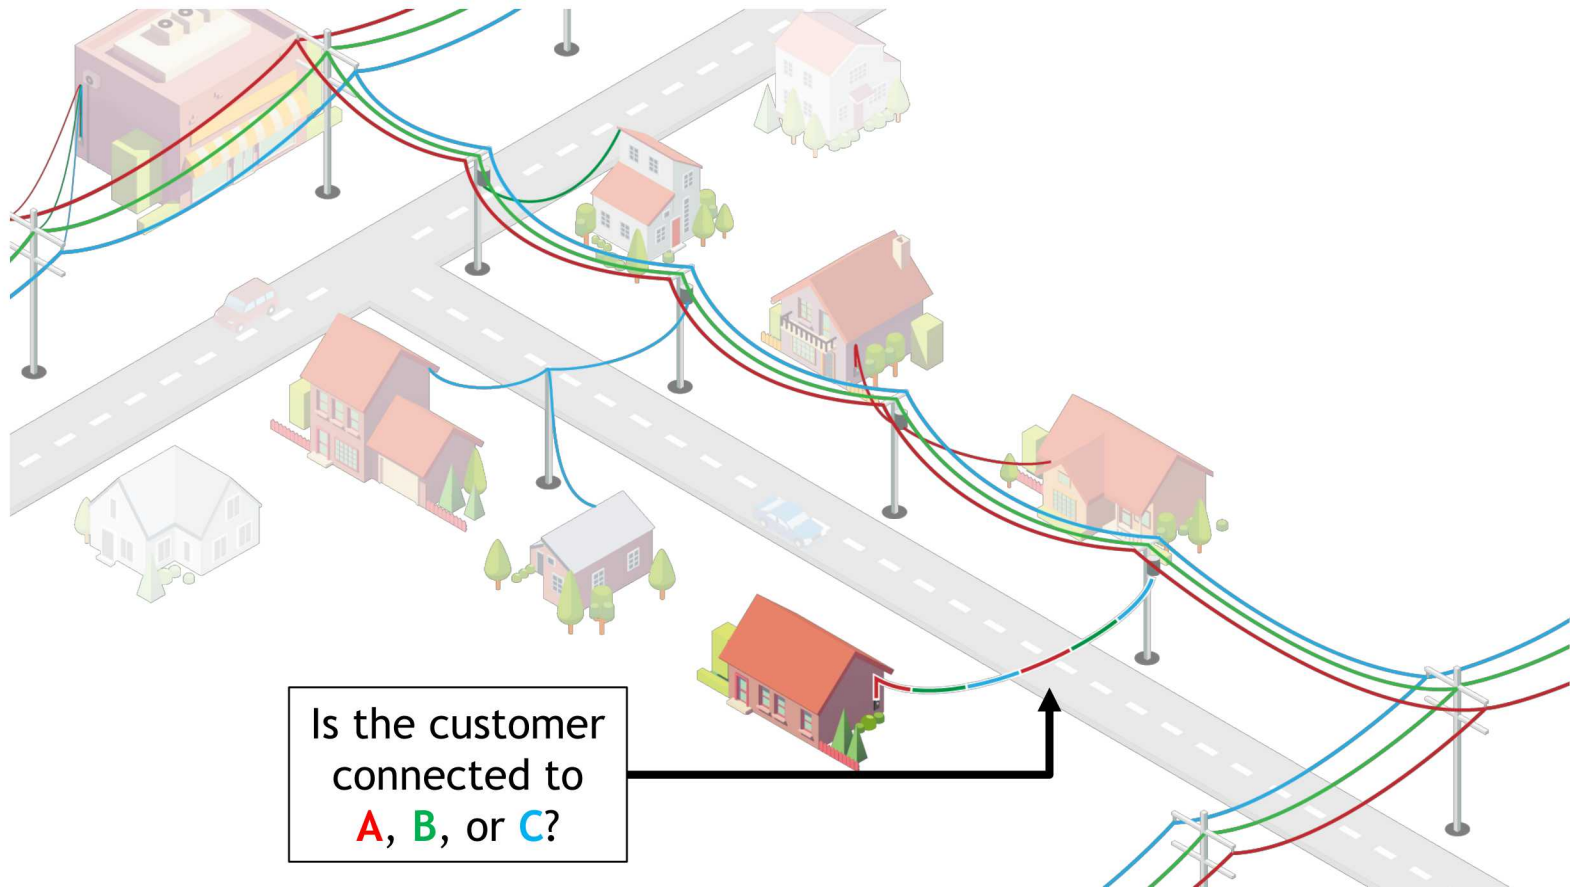 Is the customer
connected to
A, B, or C?